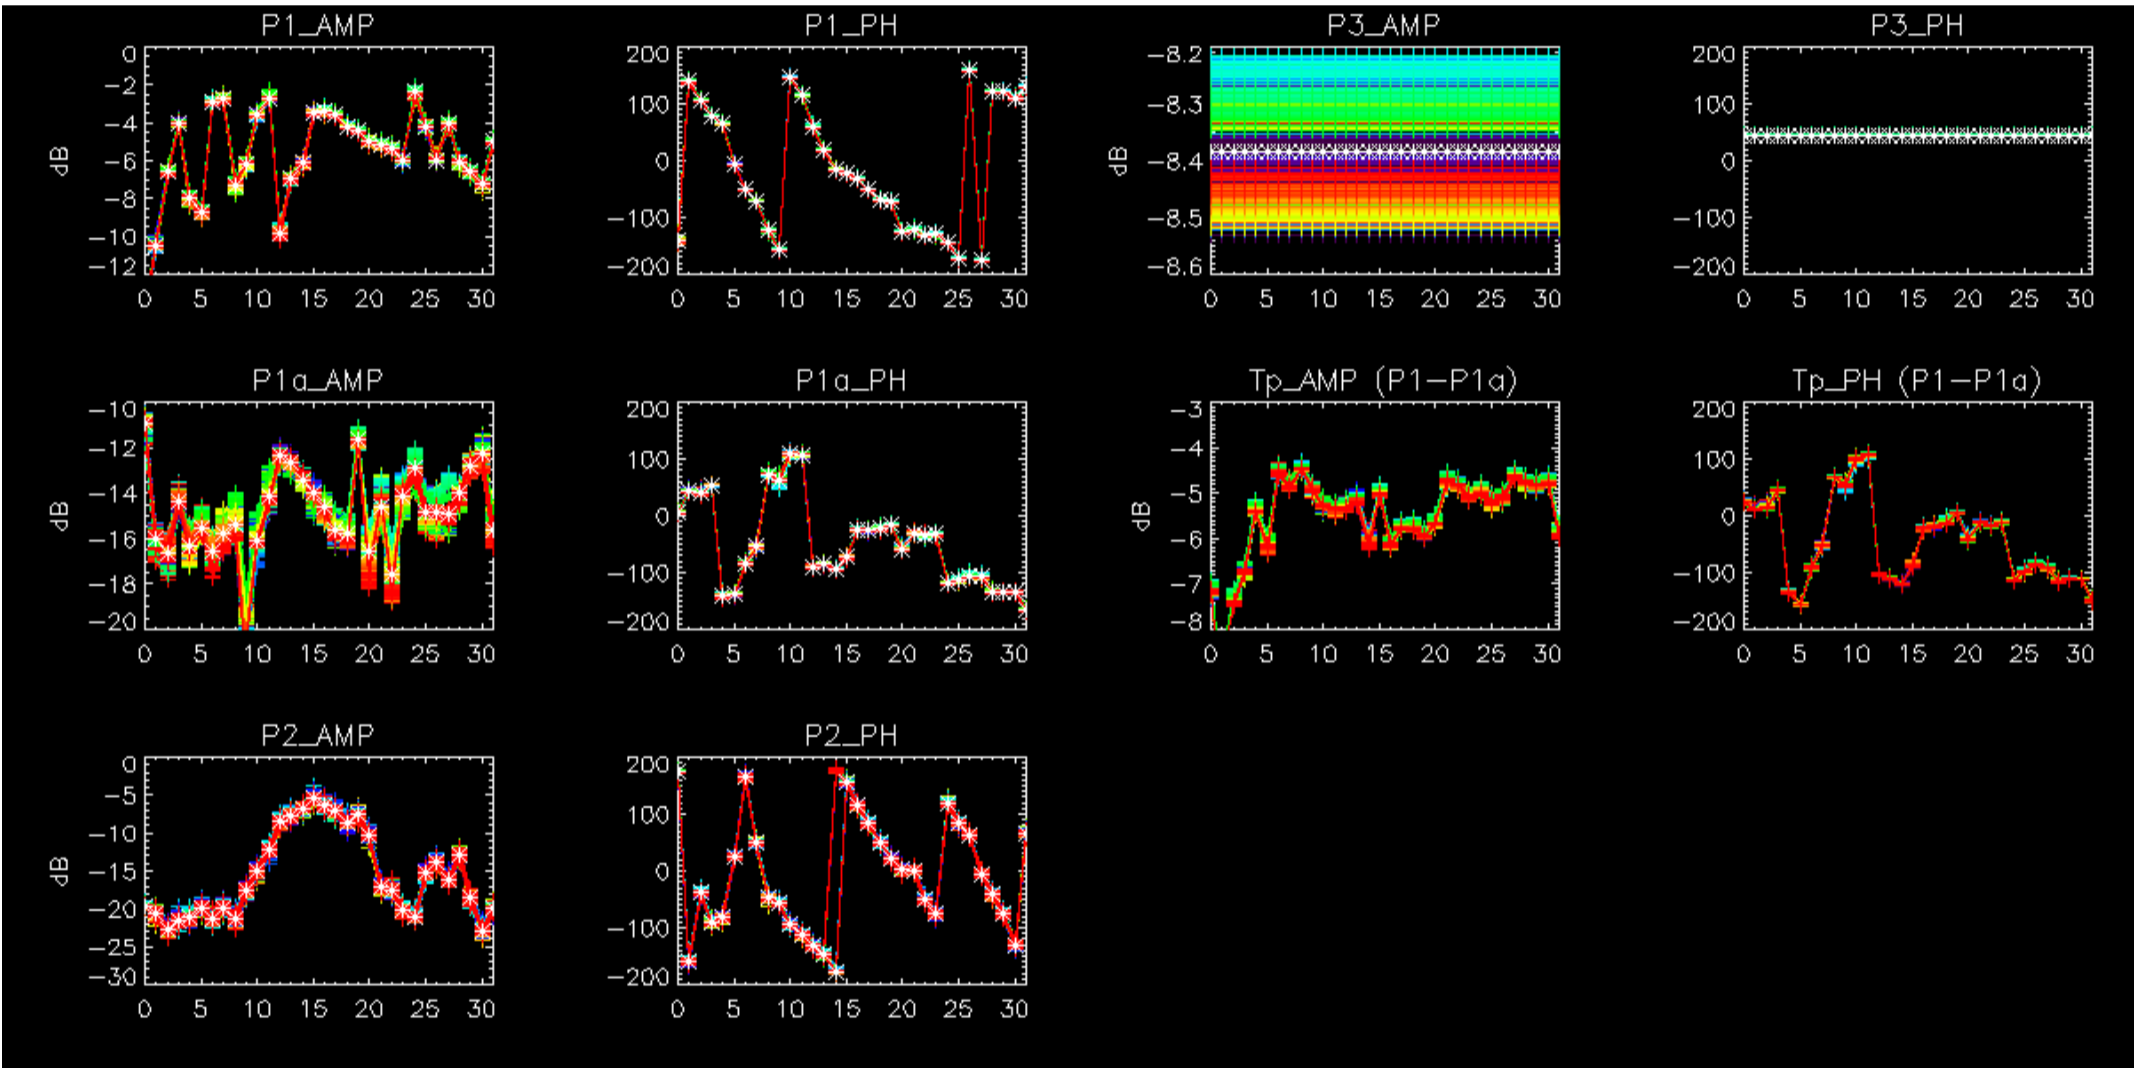 P1_AMP
0
−2
−4
−6
−8
−10
−12
dB
0 5 10 15 20 25 30
P1_PH
200
100
0
−100
−200
0 5 10 15 20 25 30
P3_AMP
−8.2
−8.3
−8.4
−8.5
−8.6
dB
0 5 10 15 20 25 30
P3_PH
200
100
0
−100
−200
0 5 10 15 20 25 30
P1a_AMP
−10
−12
−14
−16
−18
−20
dB
0 5 10 15 20 25 30
P1a_PH
200
100
0
−100
−200
0 5 10 15 20 25 30
Tp_AMP (P1−P1a)
−3
−4
−5
−6
−7
−8
dB
0 5 10 15 20 25 30
Tp_PH (P1−P1a)
200
100
0
−100
−200
0 5 10 15 20 25 30
P2_AMP
0
−5
−10
−15
−20
−25
−30
dB
0 5 10 15 20 25 30
P2_PH
200
100
0
−100
−200
0 5 10 15 20 25 30